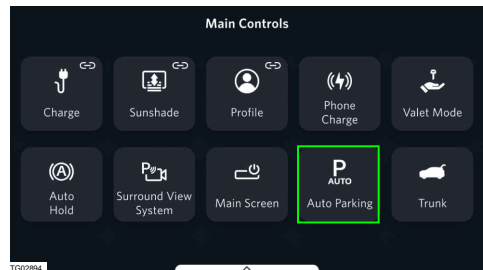 Main Controls
Charge
Sunshade
Profile
Phone
Charge
Valet Mode
(A)
Auto
Hold
P
Surround View
System
Main Screen
P
AUTO
Auto Parking
Trunk
TG02894